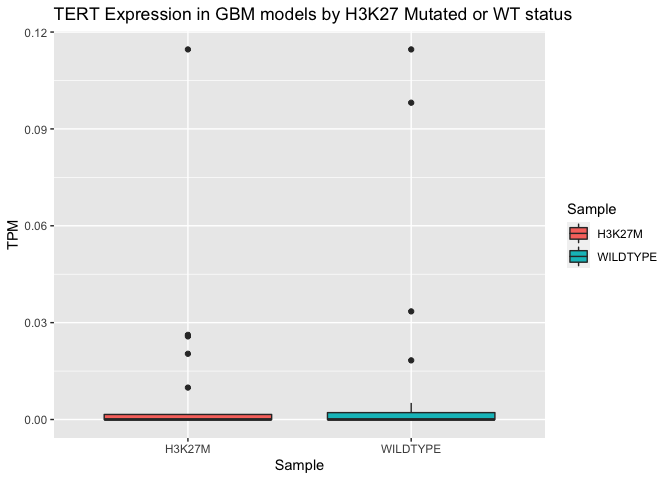 TERT Expression in GBM models by H3K27 Mutated or WT status
0.12
0.09
0.06
0.03
0.00
TPM
H3K27M
WILDTYPE
Sample
Sample
H3K27M
WILDTYPE